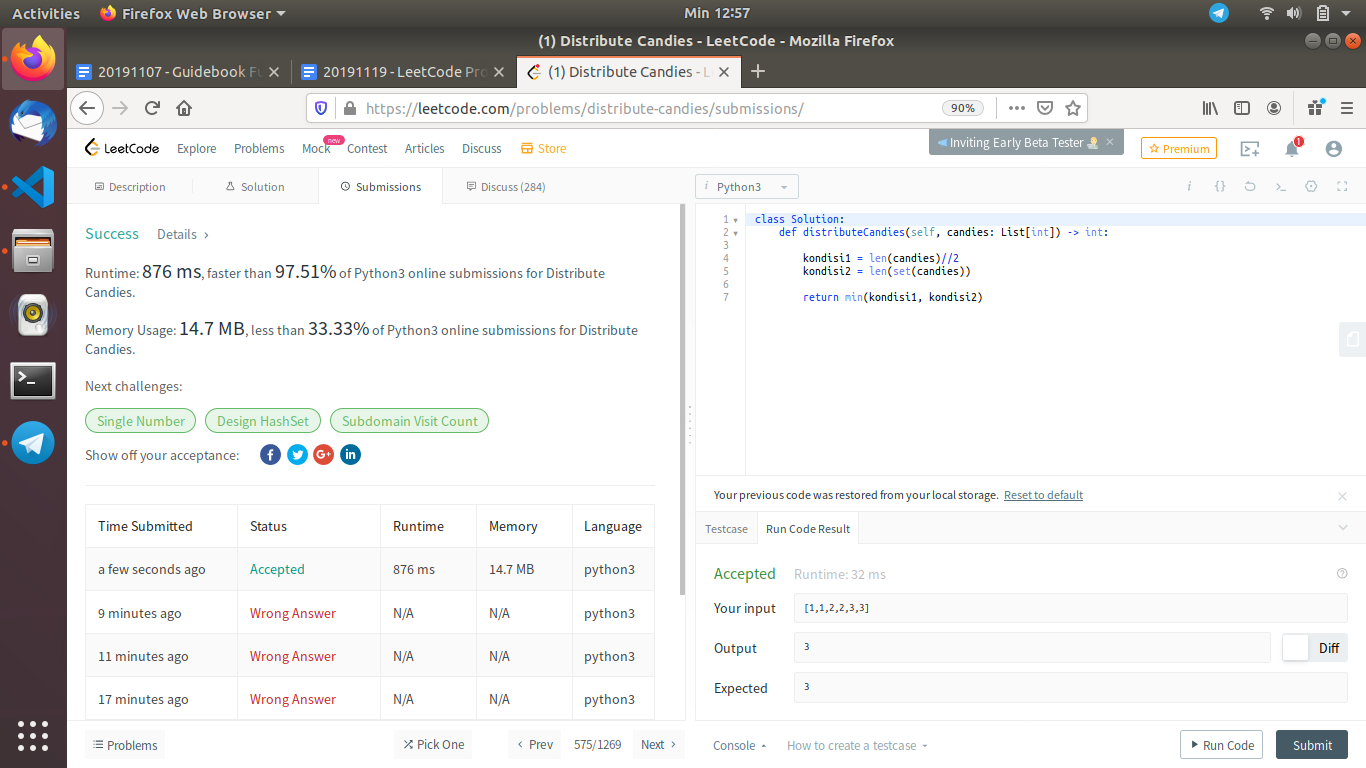 Activities Firefox Web Browser Min 12:57
(1) Distribute Candies - LeetCode - Mozilla Firefox
20191107 - Guidebook Fu 20191119 - LeetCode Pro (1) Distribute Candies - L
https://leetcode.com/problems/distribute-candies/submissions/ 90%
LeetCode Explore Problems Mock new Contest Articles Discuss Store Inviting Early Beta Tester Premium 1
Description Solution Submissions Discuss (284)
Success Details >
Runtime: 876 ms, faster than 97.51% of Python3 online submissions for Distribute
Candies.
Memory Usage: 14.7 MB, less than 33.33% of Python3 online submissions for Distribute
Candies.
Next challenges:
Single Number Design HashSet Subdomain Visit Count
Show off your acceptance: f G+ in
Time Submitted Status Runtime Memory Language
a few seconds ago Accepted 876 ms 14.7 MB python3
9 minutes ago Wrong Answer N/A N/A python3
11 minutes ago Wrong Answer N/A N/A python3
17 minutes ago Wrong Answer N/A N/A python3
Problems Pick One Prev 575/1269 Next
i Python3 i {}
1 class Solution:
2 def distributeCandies(self, candies: List[int]) -> int:
3
4 kondisi1 = len(candies)//2
5 kondisi2 = len(set(candies))
6
7 return min(kondisi1, kondisi2)
Your previous code was restored from your local storage. Reset to default
Testcase Run Code Result
Accepted Runtime: 32 ms
Your input [1,1,2,2,3,3]
Output 3 Diff
Expected 3
Console How to create a testcase Run Code Submit